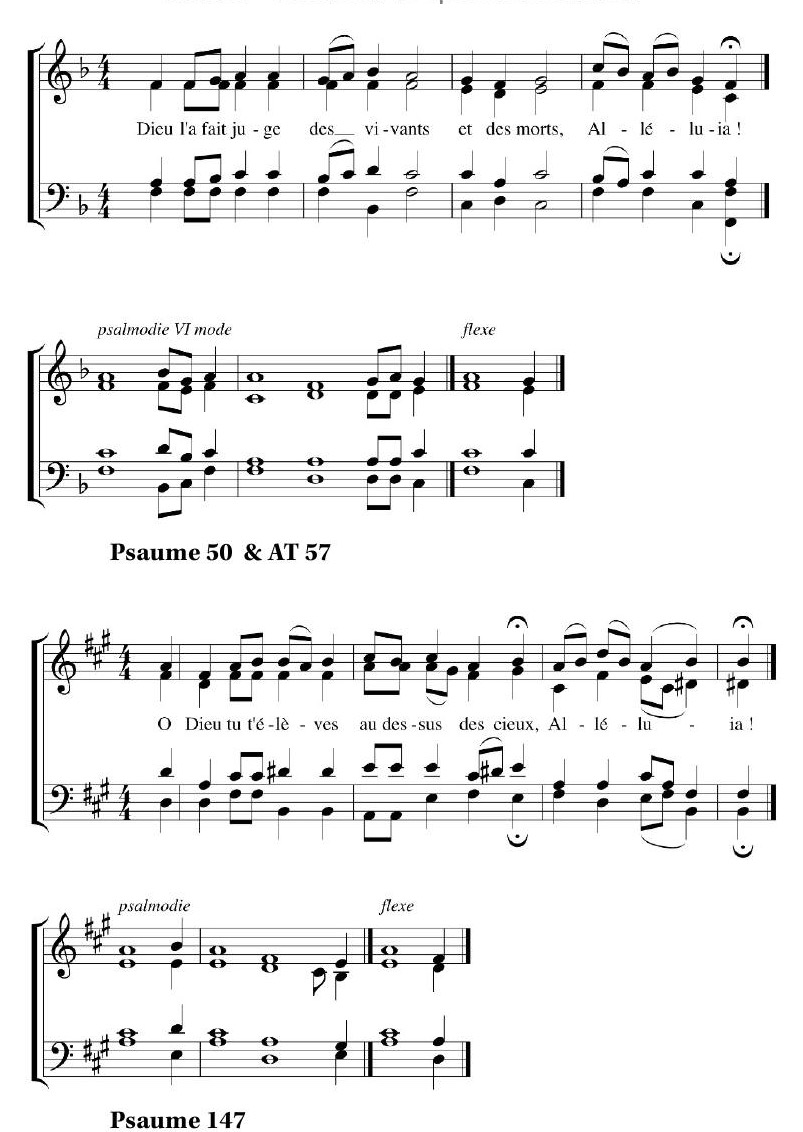 Dieu l'a fait ju - ge des__ vi - vants et des morts, Al - lé - lu - ia !
psalmodie VI mode flexe
Psaume 50 & AT 57
O Dieu tu t'é - lè - ves au des - sus des cieux, Al - lé - lu - ia !
psalmodie flexe
Psaume 147